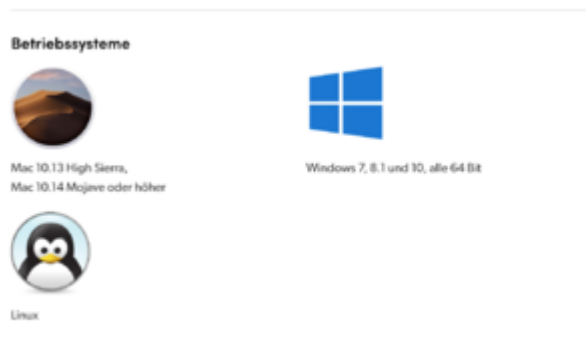 Betriebssysteme
Mac 10.13 High Sierra,
Mac 10.14 Mojave oder höher
Windows 7, 8.1 und 10, alle 64 Bit
Linux